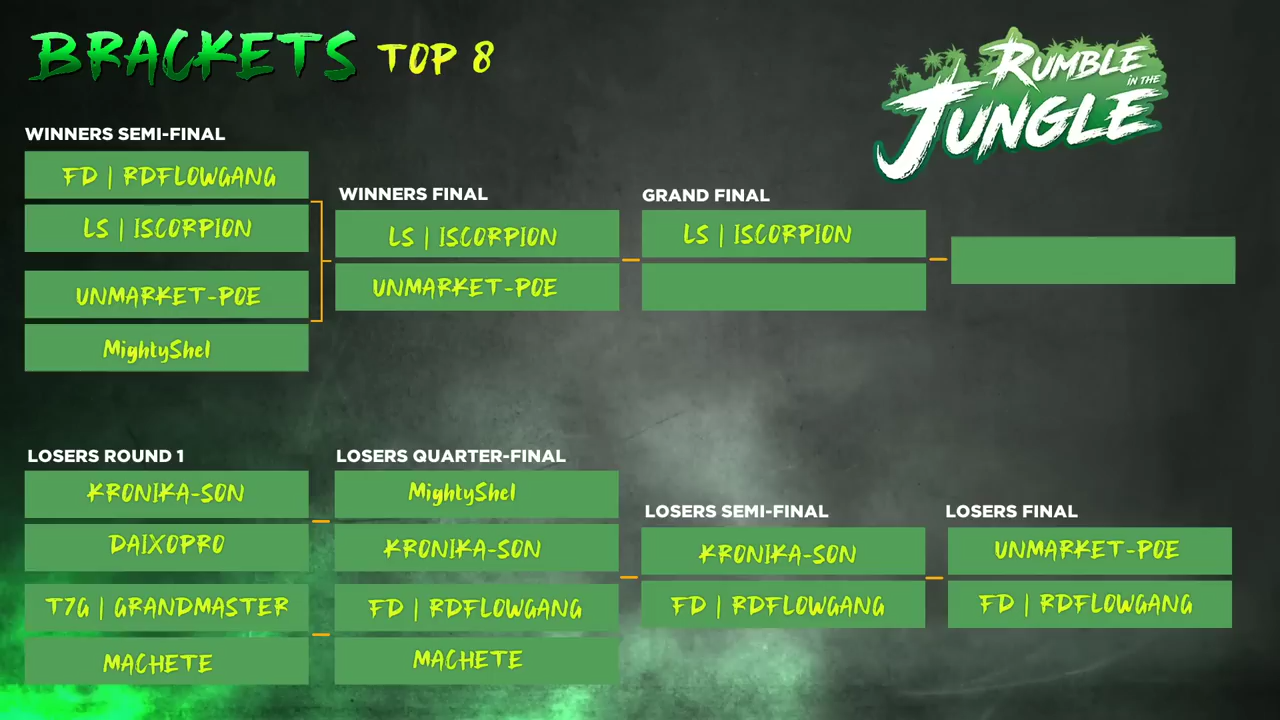 BRACKETS TOP 8
RUMBLE
IN THE
JUNGLE
WINNERS SEMI-FINAL
FD | RDFLOWGANG
LS | ISCORPION
UNMARKET-POE
MightyShel
WINNERS FINAL
LS | ISCORPION
UNMARKET-POE
GRAND FINAL
LS | ISCORPION
LOSERS ROUND 1
KRONIKA-SON
DAIXOPRO
T7G | GRANDMASTER
MACHETE
LOSERS QUARTER-FINAL
MightyShel
KRONIKA-SON
FD | RDFLOWGANG
MACHETE
LOSERS SEMI-FINAL
KRONIKA-SON
FD | RDFLOWGANG
LOSERS FINAL
UNMARKET-POE
FD | RDFLOWGANG